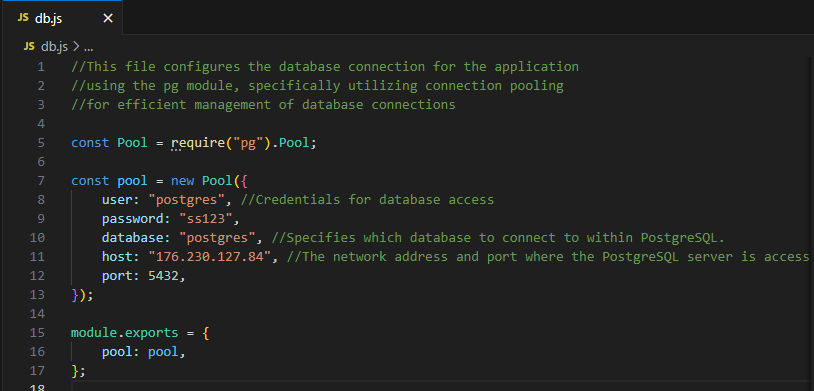 JS db.js ×
JS db.js > ...
1 //This file configures the database connection for the application
2 //using the pg module, specifically utilizing connection pooling
3 //for efficient management of database connections
4
5 const Pool = require("pg").Pool;
6
7 const pool = new Pool({
8 user: "postgres", //Credentials for database access
9 password: "ss123",
10 database: "postgres", //Specifies which database to connect to within PostgreSQL.
11 host: "176.230.127.84", //The network address and port where the PostgreSQL server is access
12 port: 5432,
13 });
14
15 module.exports = {
16 pool: pool,
17 };
18